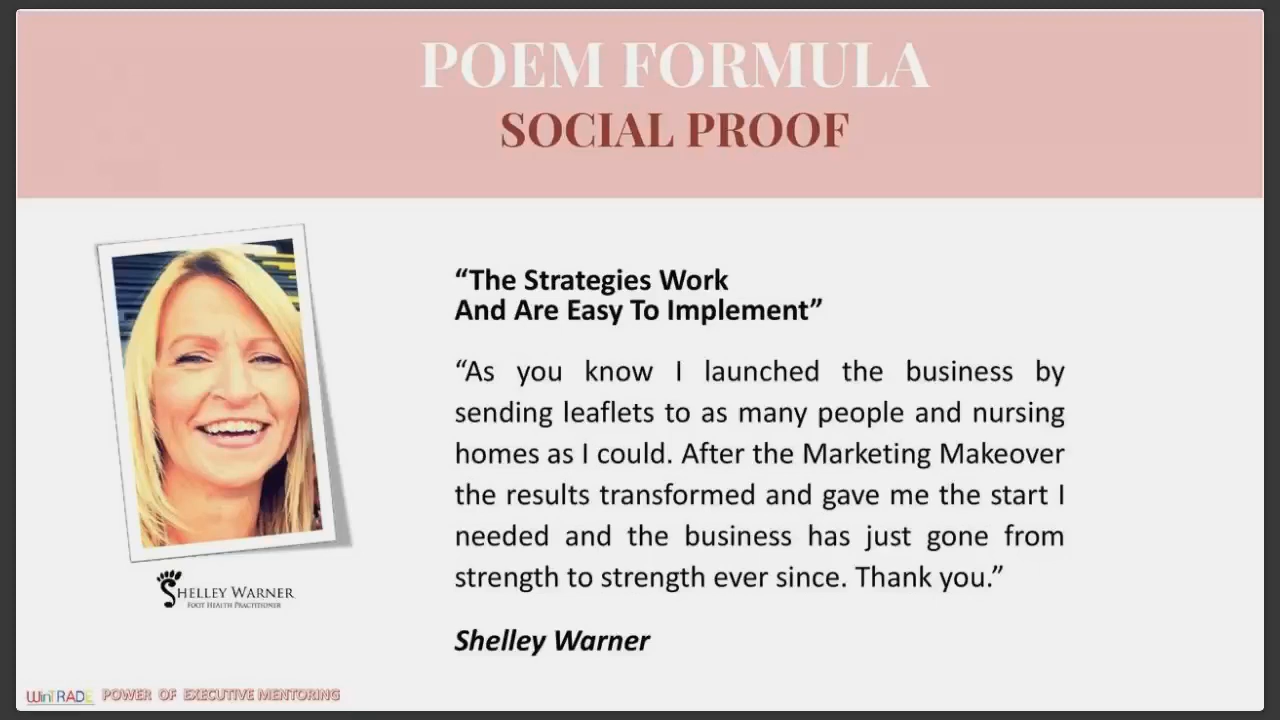 POEM FORMULA
SOCIAL PROOF
“The Strategies Work
And Are Easy To Implement”
“As you know I launched the business by
sending leaflets to as many people and nursing
homes as I could. After the Marketing Makeover
the results transformed and gave me the start I
needed and the business has just gone from
strength to strength ever since. Thank you.”
Shelley Warner
SHELLEY WARNER
FOOT HEALTH PRACTITIONER
WinTRADE POWER OF EXECUTIVE MENTORING